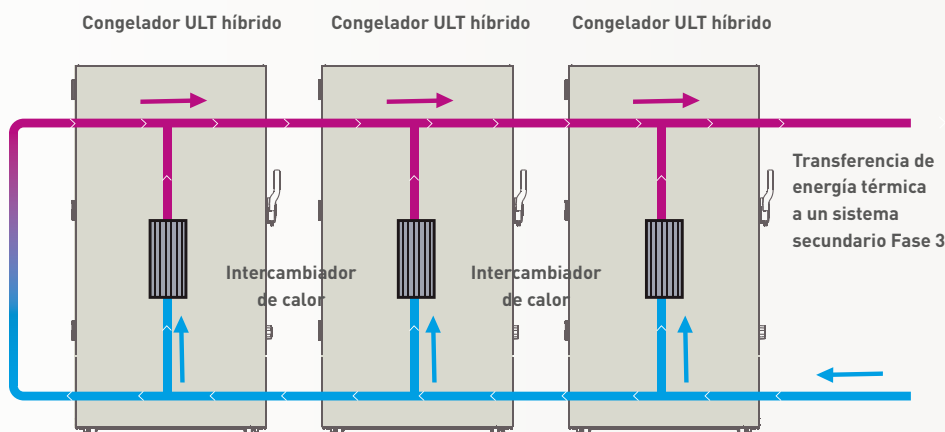 Congelador ULT híbrido
Congelador ULT híbrido
Congelador ULT híbrido
Transferencia de
energía térmica
a un sistema
secundario Fase 3
Intercambiador
de calor
Intercambiador
de calor